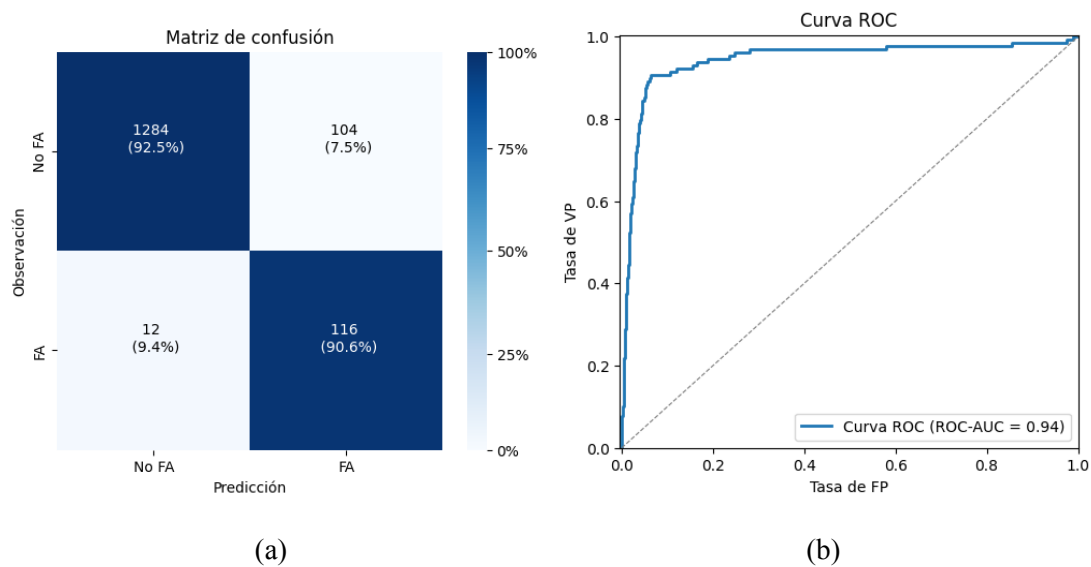 Matriz de confusión
No FA
FA
Observación
1284
(92.5%)
104
(7.5%)
12
(9.4%)
116
(90.6%)
No FA
FA
Predicción
100%
75%
50%
25%
0%
(a)
Curva ROC
1.0
0.8
0.6
0.4
0.2
0.0
Tasa de VP
Curva ROC (ROC-AUC = 0.94)
0.0
0.2
0.4
0.6
0.8
1.0
Tasa de FP
(b)